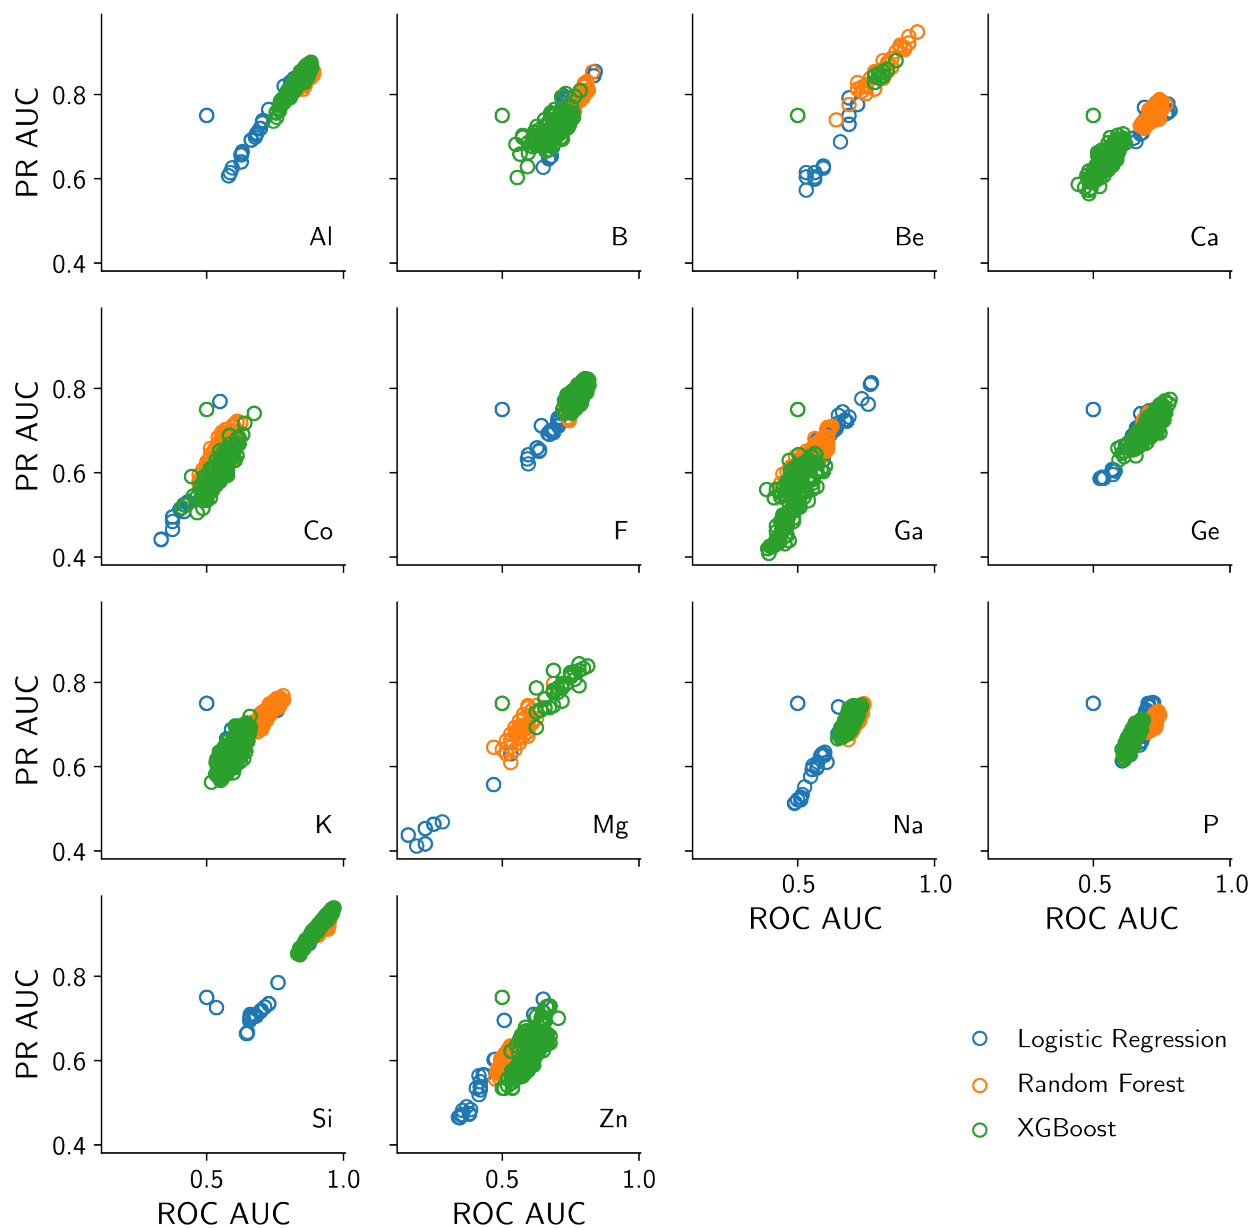 PR AUC
0.8
0.6
0.4
Al
B
Be
Ca
PR AUC
0.8
0.6
0.4
Co
F
Ga
Ge
PR AUC
0.8
0.6
0.4
K
Mg
Na
P
0.5 1.0
ROC AUC
0.5 1.0
ROC AUC
PR AUC
0.8
0.6
0.4
Si
Zn
0.5 1.0
ROC AUC
0.5 1.0
ROC AUC
Logistic Regression
Random Forest
XGBoost